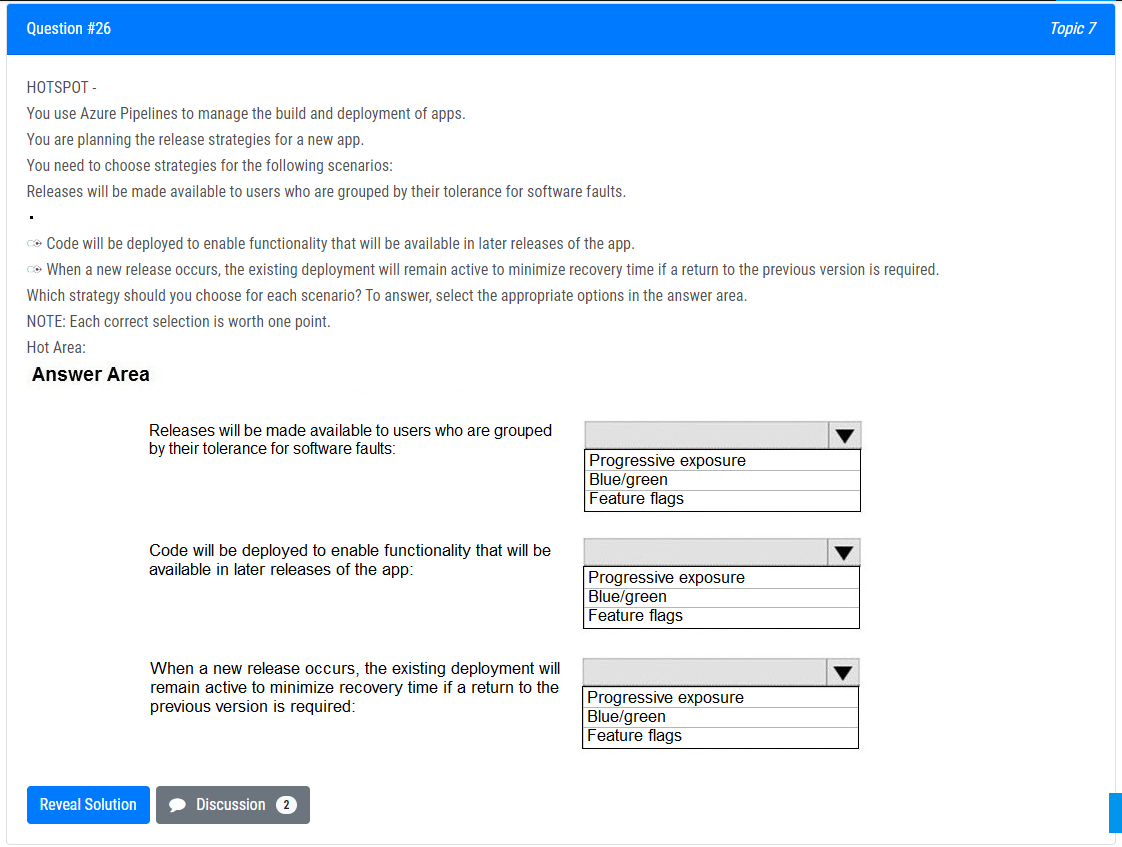 Question #26
Topic 7
HOTSPOT -
You use Azure Pipelines to manage the build and deployment of apps.
You are planning the release strategies for a new app.
You need to choose strategies for the following scenarios:
Releases will be made available to users who are grouped by their tolerance for software faults.
Code will be deployed to enable functionality that will be available in later releases of the app.
When a new release occurs, the existing deployment will remain active to minimize recovery time if a return to the previous version is required.
Which strategy should you choose for each scenario? To answer, select the appropriate options in the answer area.
NOTE: Each correct selection is worth one point.
Hot Area:
Answer Area
Releases will be made available to users who are grouped
by their tolerance for software faults:
Progressive exposure
Blue/green
Feature flags
Code will be deployed to enable functionality that will be
available in later releases of the app:
Progressive exposure
Blue/green
Feature flags
When a new release occurs, the existing deployment will
remain active to minimize recovery time if a return to the
previous version is required:
Progressive exposure
Blue/green
Feature flags
Reveal Solution
Discussion 2